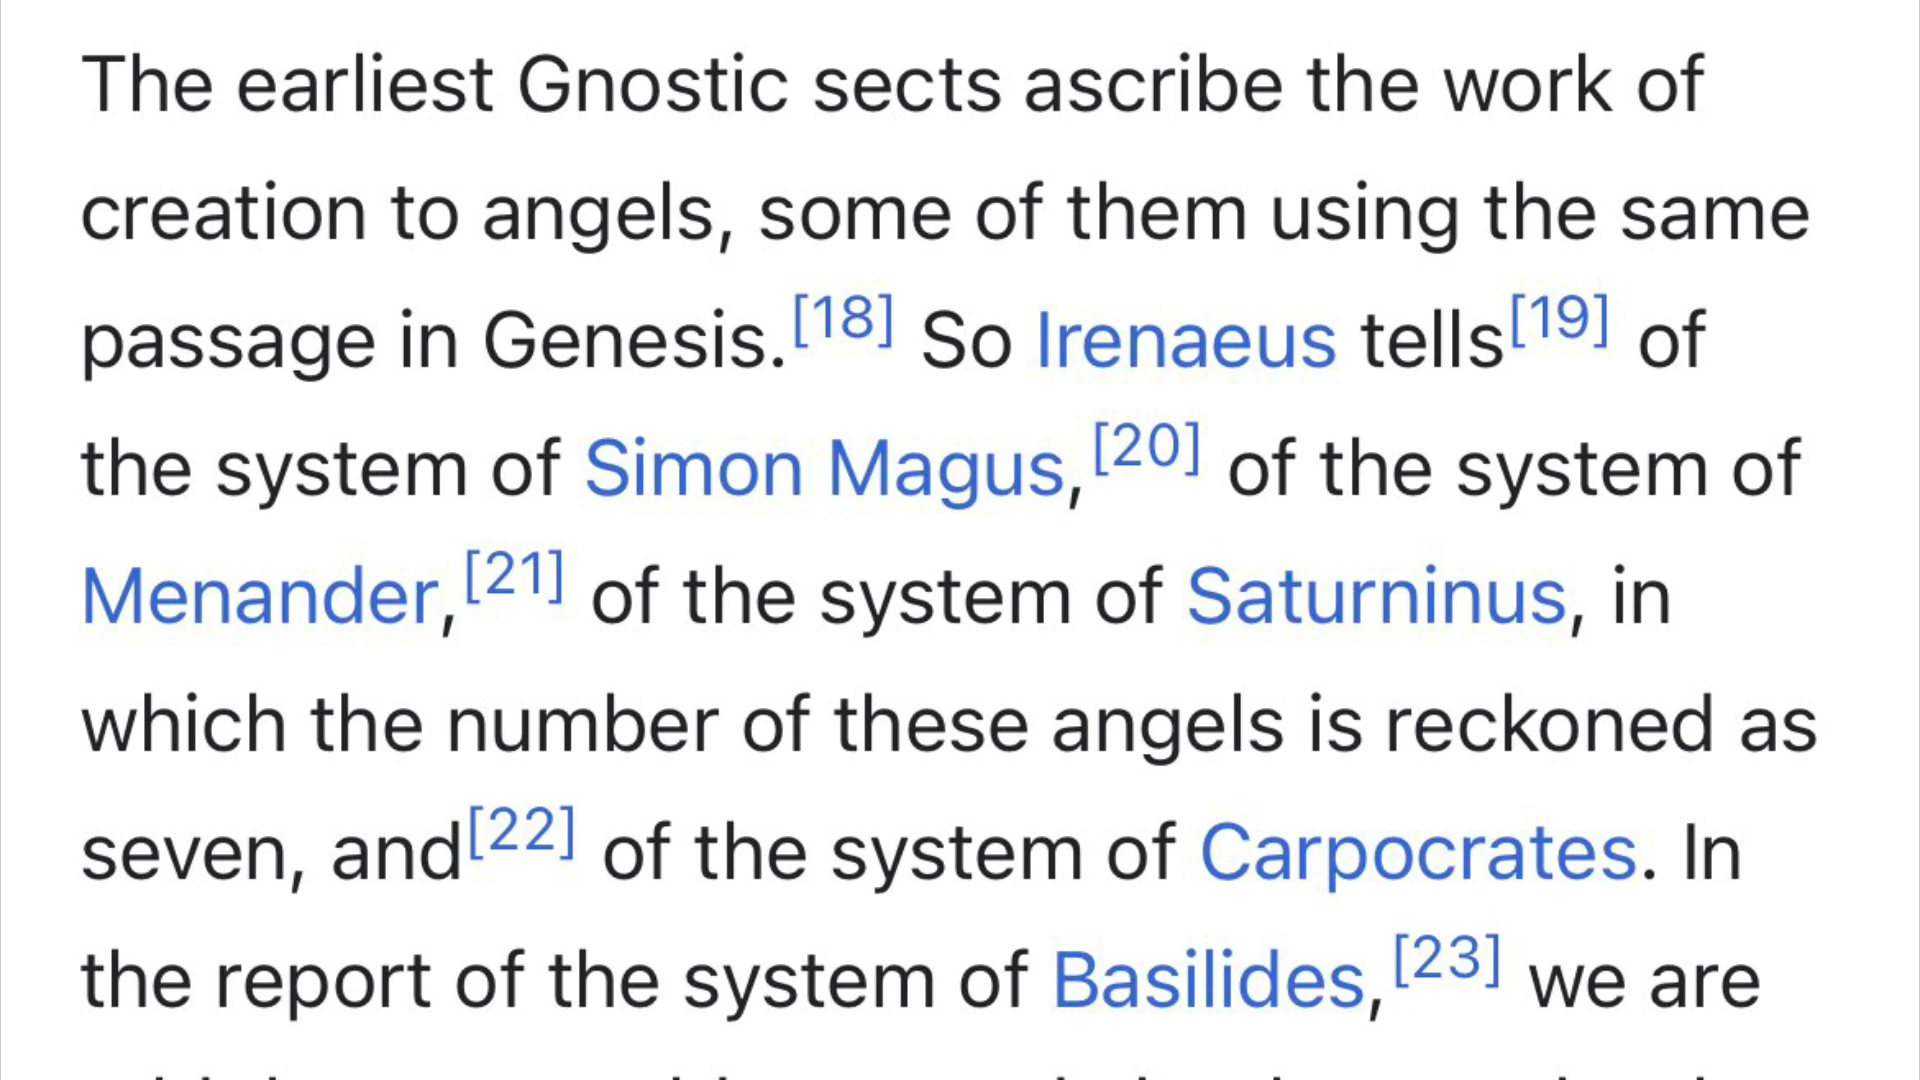 The earliest Gnostic sects ascribe the work of
creation to angels, some of them using the same
passage in Genesis.[18] So Irenaeus tells[19] of
the system of Simon Magus,[20] of the system of
Menander,[21] of the system of Saturninus, in
which the number of these angels is reckoned as
seven, and[22] of the system of Carpocrates. In
the report of the system of Basilides,[23] we are